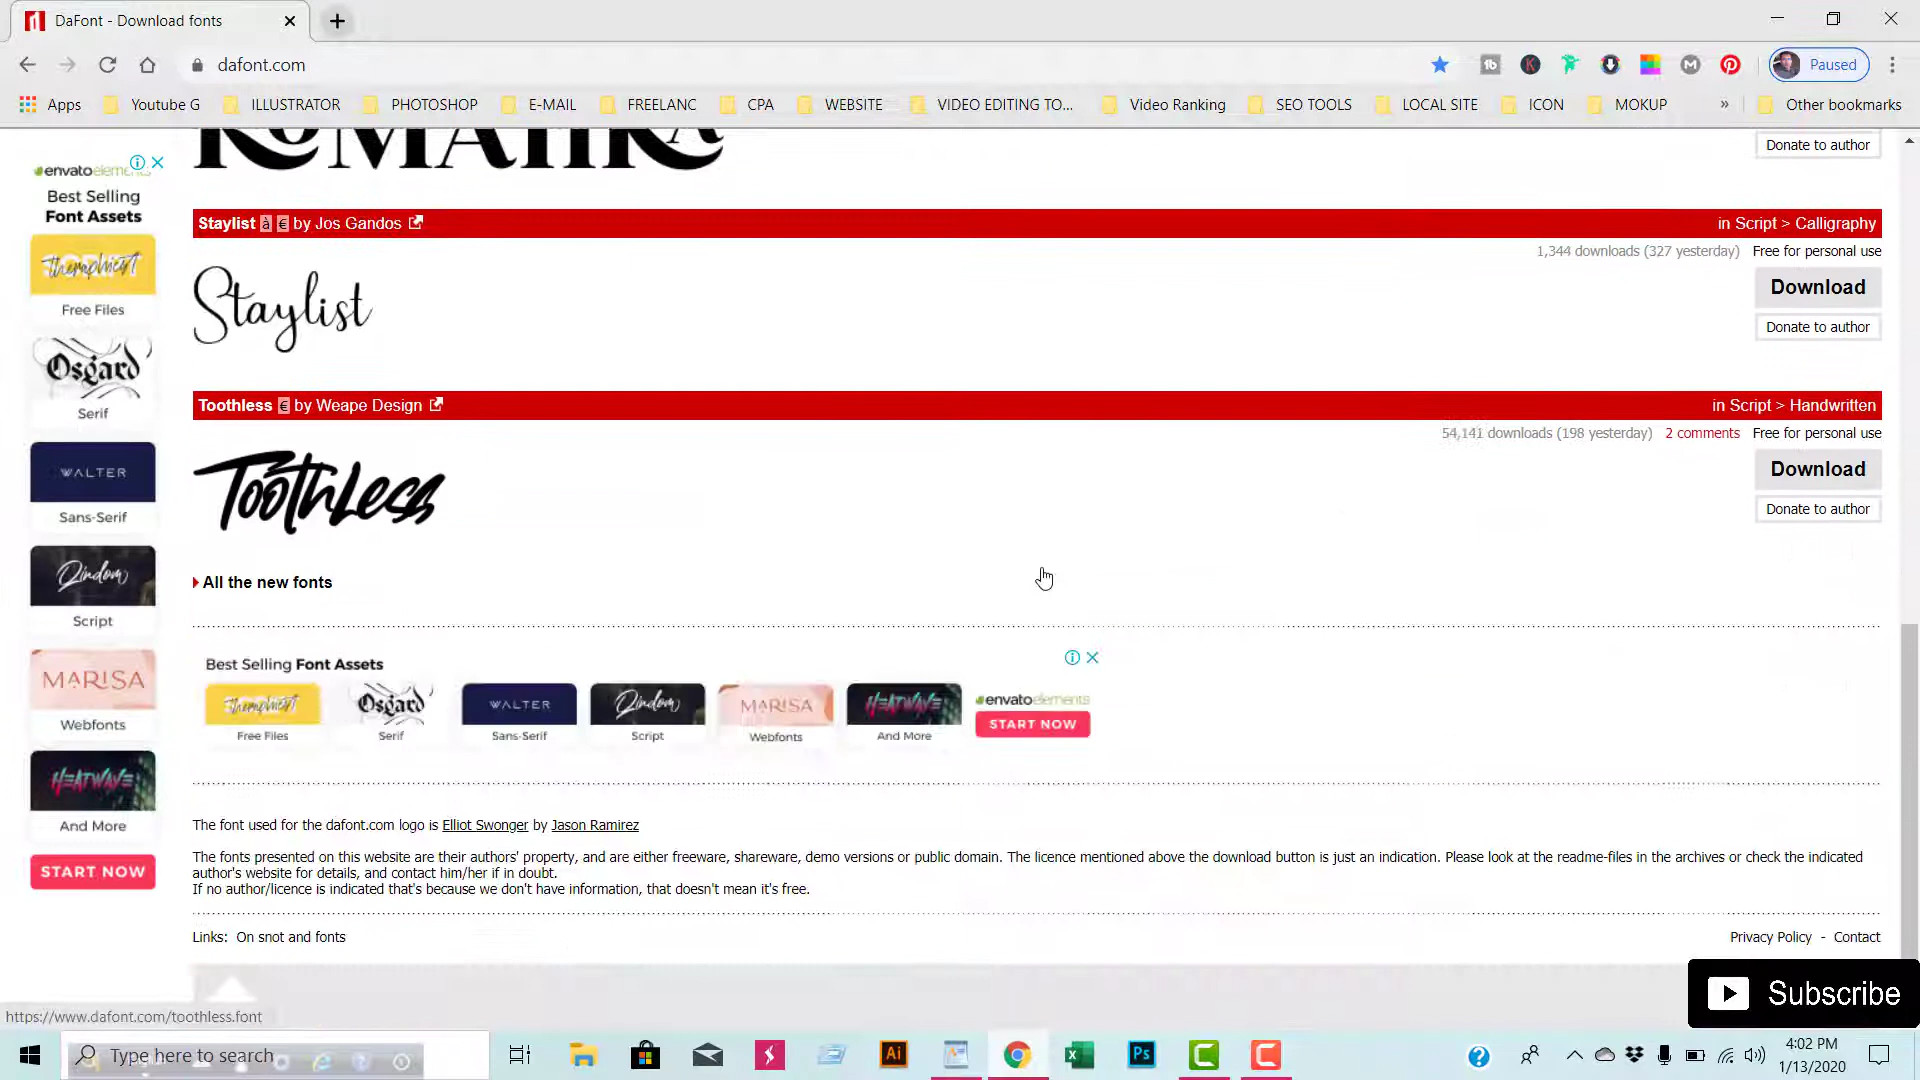 DaFont - Download fonts
dafont.com
Paused
Apps
Youtube G
ILLUSTRATOR
PHOTOSHOP
E-MAIL
FREELANC
CPA
WEBSITE
VIDEO EDITING TO...
Video Ranking
SEO TOOLS
LOCAL SITE
ICON
MOKUP
»
Other bookmarks
Donate to author
envatoelements
Best Selling
Font Assets
Free Files
Osgard
Serif
WALTER
Sans-Serif
Qindom
Script
MARISA
Webfonts
HEATWAVE
And More
START NOW
Staylist à € by Jos Gandos
in Script > Calligraphy
1,344 downloads (327 yesterday) Free for personal use
Staylist
Download
Donate to author
Toothless € by Weape Design
in Script > Handwritten
54,141 downloads (198 yesterday) 2 comments Free for personal use
Toothless
Download
Donate to author
All the new fonts
Best Selling Font Assets
Osgard
WALTER
Qindom
MARISA
HEATWAVE
envatoelements
START NOW
Free Files
Serif
Sans-Serif
Script
Webfonts
And More
The font used for the dafont.com logo is Elliot Swonger by Jason Ramirez
The fonts presented on this website are their authors' property, and are either freeware, shareware, demo versions or public domain. The licence mentioned above the download button is just an indication. Please look at the readme-files in the archives or check the indicated
author's website for details, and contact him/her if in doubt.
If no author/licence is indicated that's because we don't have information, that doesn't mean it's free.
Links: On snot and fonts
Privacy Policy - Contact
Subscribe
https://www.dafont.com/toothless.font
Type here to search
Ai
Ps
4:02 PM
1/13/2020